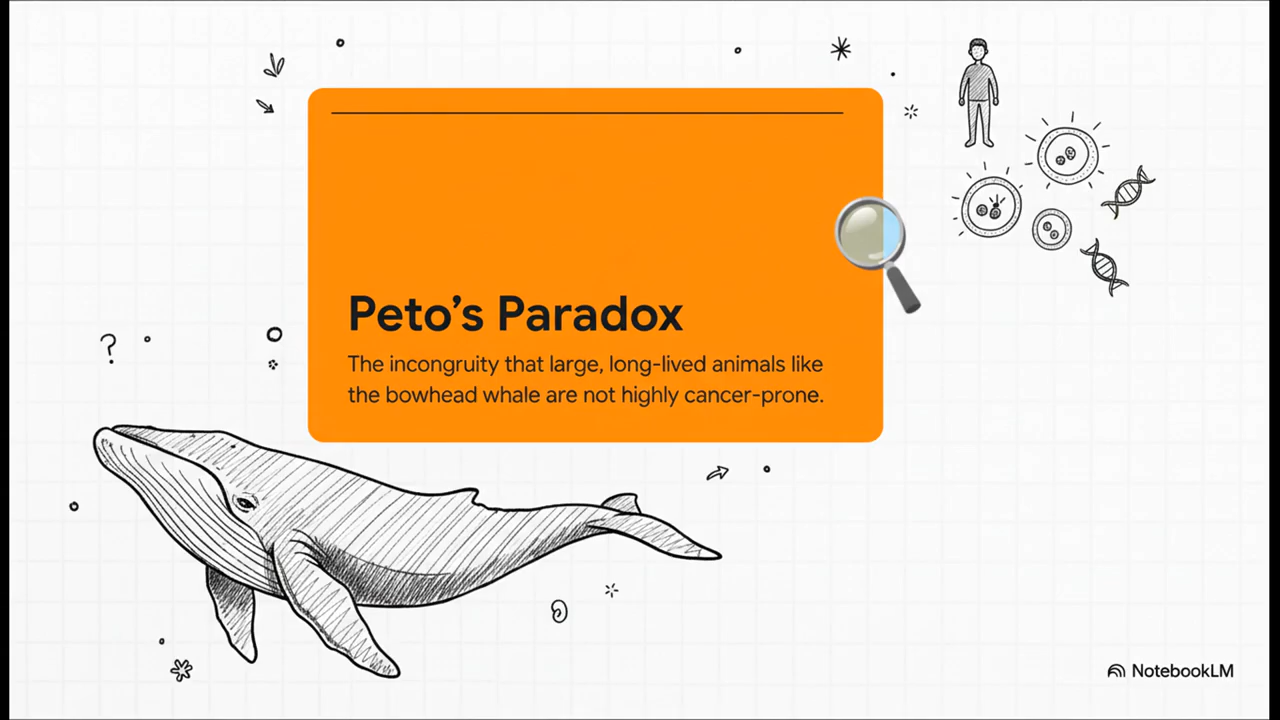 Peto’s Paradox
The incongruity that large, long-lived animals like
the bowhead whale are not highly cancer-prone.
?
NotebookLM